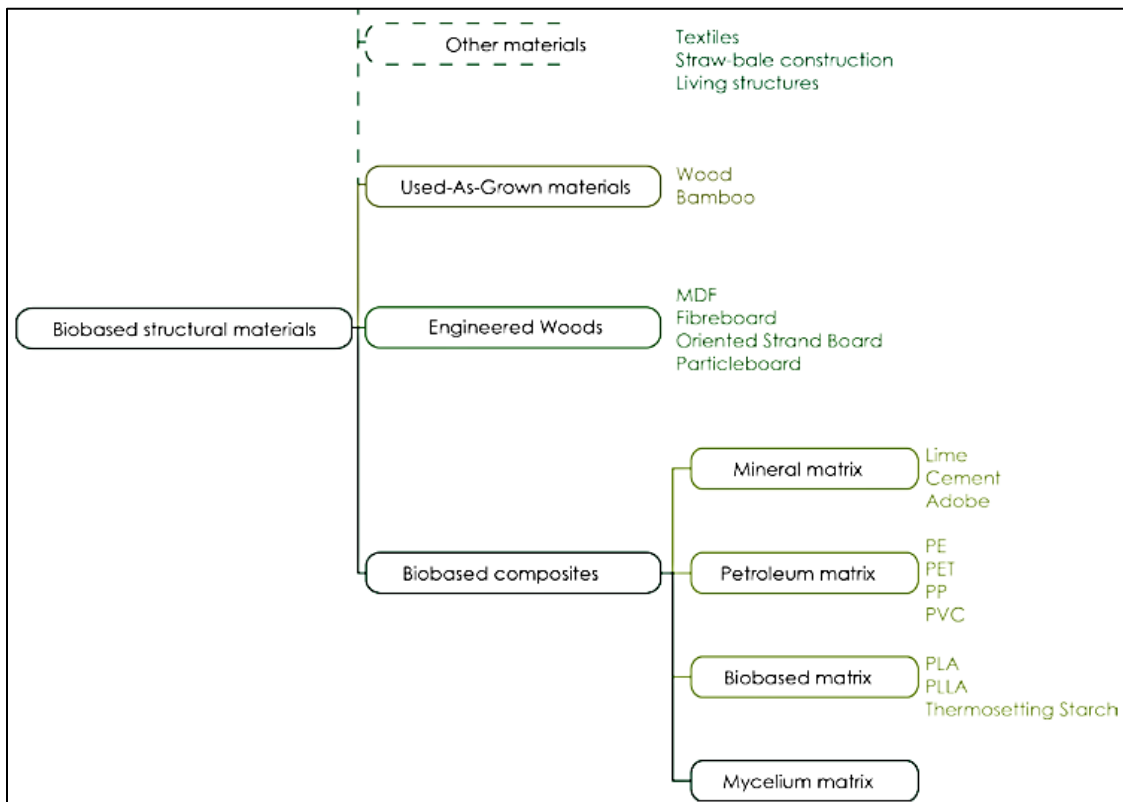 Other materials
Textiles
Straw-bale construction
Living structures
Used-As-Grown materials
Wood
Bamboo
Biobased structural materials
Engineered Woods
MDF
Fibreboard
Oriented Strand Board
Particleboard
Biobased composites
Mineral matrix
Lime
Cement
Adobe
Petroleum matrix
PE
PET
PP
PVC
Biobased matrix
PLA
PLLA
Thermosetting Starch
Mycelium matrix